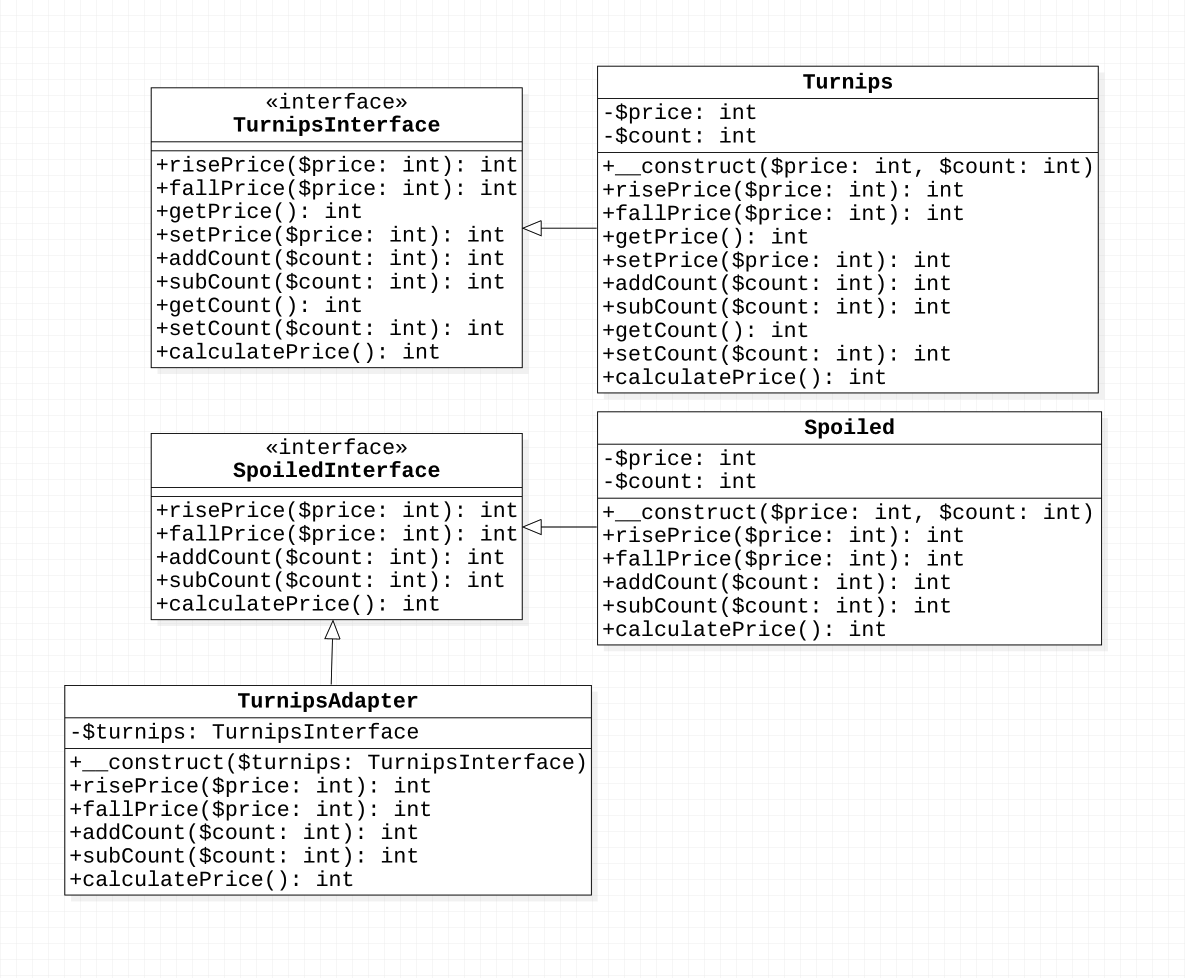 «interface»
TurnipsInterface
+risePrice($price: int): int
+fallPrice($price: int): int
+getPrice(): int
+setPrice($price: int): int
+addCount($count: int): int
+subCount($count: int): int
+getCount(): int
+setCount($count: int): int
+calculatePrice(): int
Turnips
-$price: int
-$count: int
+__construct($price: int, $count: int)
+risePrice($price: int): int
+fallPrice($price: int): int
+getPrice(): int
+setPrice($price: int): int
+addCount($count: int): int
+subCount($count: int): int
+getCount(): int
+setCount($count: int): int
+calculatePrice(): int
«interface»
SpoiledInterface
+risePrice($price: int): int
+fallPrice($price: int): int
+addCount($count: int): int
+subCount($count: int): int
+calculatePrice(): int
Spoiled
-$price: int
-$count: int
+__construct($price: int, $count: int)
+risePrice($price: int): int
+fallPrice($price: int): int
+addCount($count: int): int
+subCount($count: int): int
+calculatePrice(): int
TurnipsAdapter
-$turnips: TurnipsInterface
+__construct($turnips: TurnipsInterface)
+risePrice($price: int): int
+fallPrice($price: int): int
+addCount($count: int): int
+subCount($count: int): int
+calculatePrice(): int